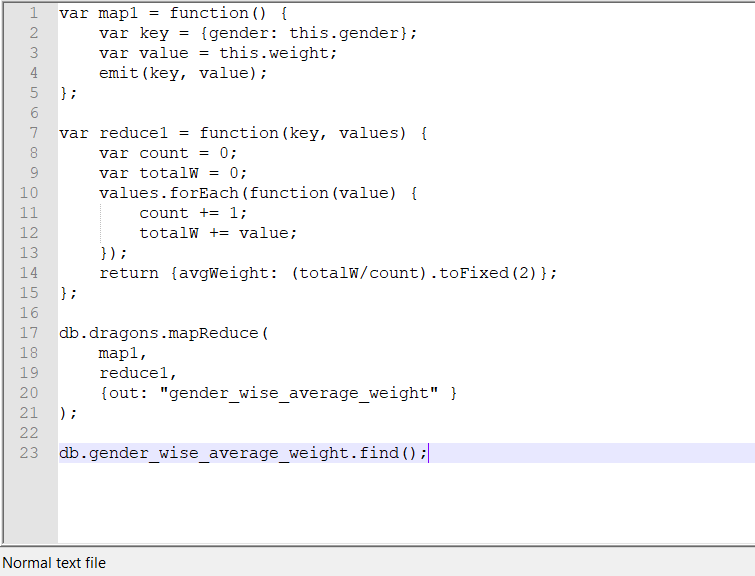 1 var map1 = function() {
2     var key = {gender: this.gender};
3     var value = this.weight;
4     emit(key, value);
5 };
6
7 var reduce1 = function(key, values) {
8     var count = 0;
9     var totalW = 0;
10     values.forEach(function(value) {
11         count += 1;
12         totalW += value;
13     });
14     return {avgWeight: (totalW/count).toFixed(2)};
15 };
16
17 db.dragons.mapReduce(
18     map1,
19     reduce1,
20     {out: "gender_wise_average_weight" }
21 );
22
23 db.gender_wise_average_weight.find();
Normal text file